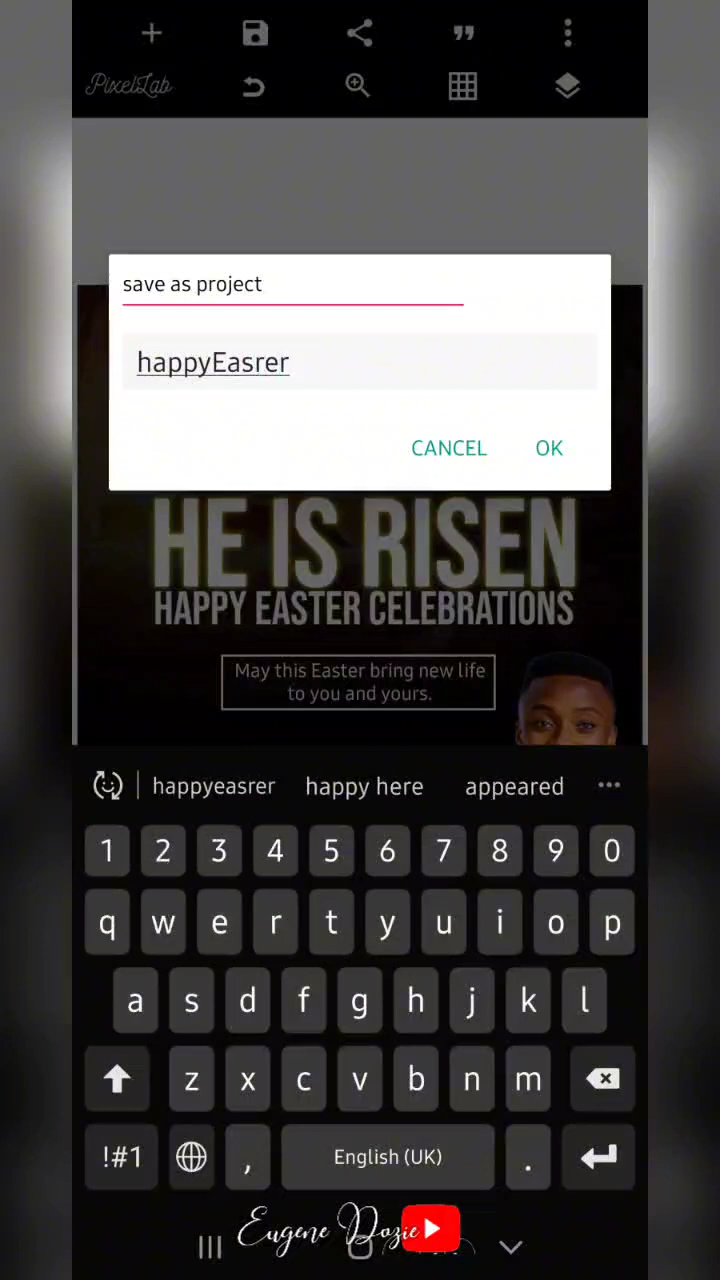 PixelLab
save as project
happyEasrer
CANCEL OK
HE IS RISEN
HAPPY EASTER CELEBRATIONS
May this Easter bring new life
to you and yours.
happyeasrer happy here appeared
1 2 3 4 5 6 7 8 9 0
q w e r t y u i o p
a s d f g h j k l
z x c v b n m
!#1 , English (UK) .
Eugene Dozie